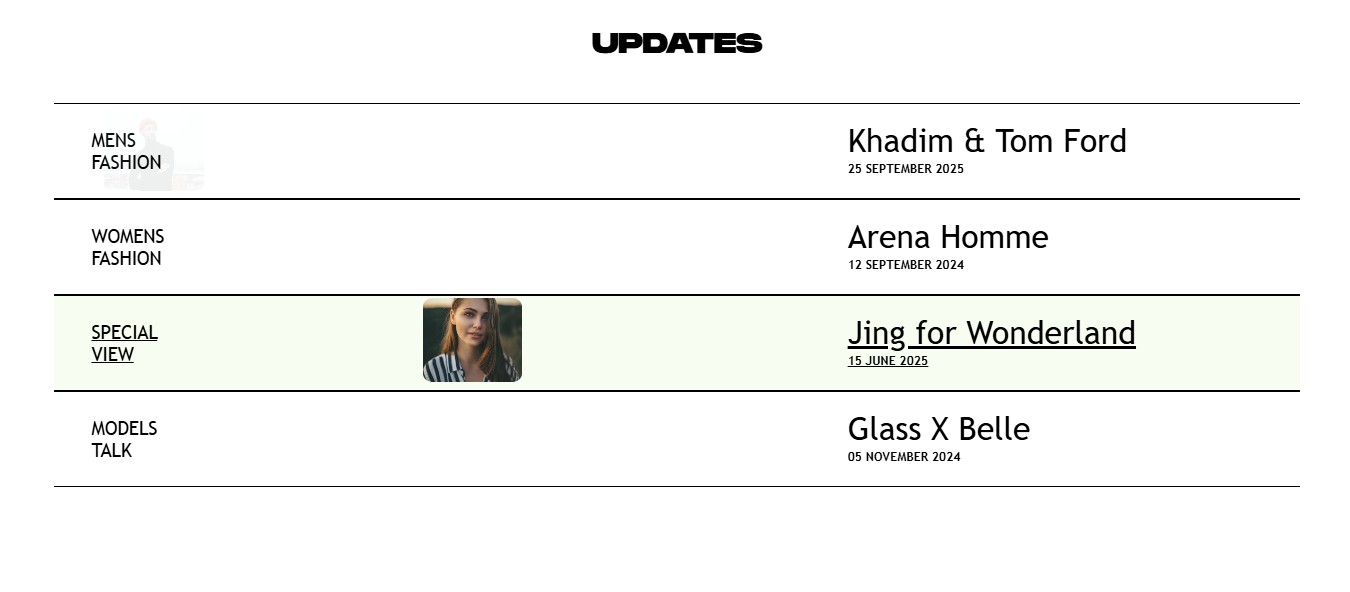 UPDATES
MENS
FASHION
Khadim & Tom Ford
25 SEPTEMBER 2025
WOMENS
FASHION
Arena Homme
12 SEPTEMBER 2024
SPECIAL
VIEW
Jing for Wonderland
15 JUNE 2025
MODELS
TALK
Glass X Belle
05 NOVEMBER 2024